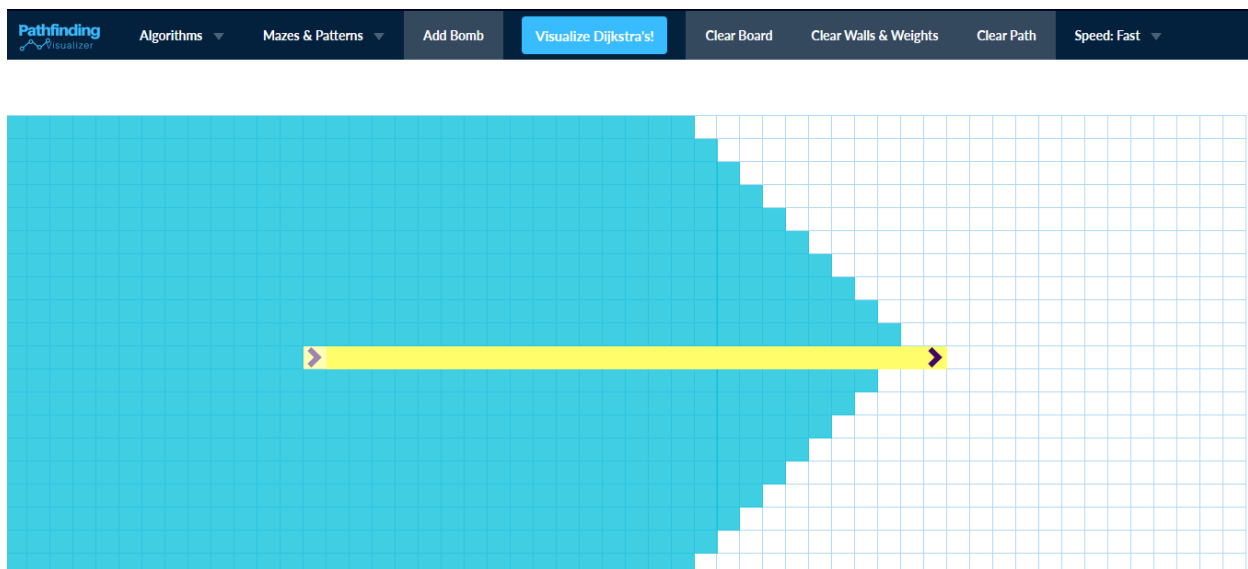 Pathfinding
Visualizer
Algorithms
Mazes & Patterns
Add Bomb
Visualize Dijkstra's!
Clear Board
Clear Walls & Weights
Clear Path
Speed: Fast